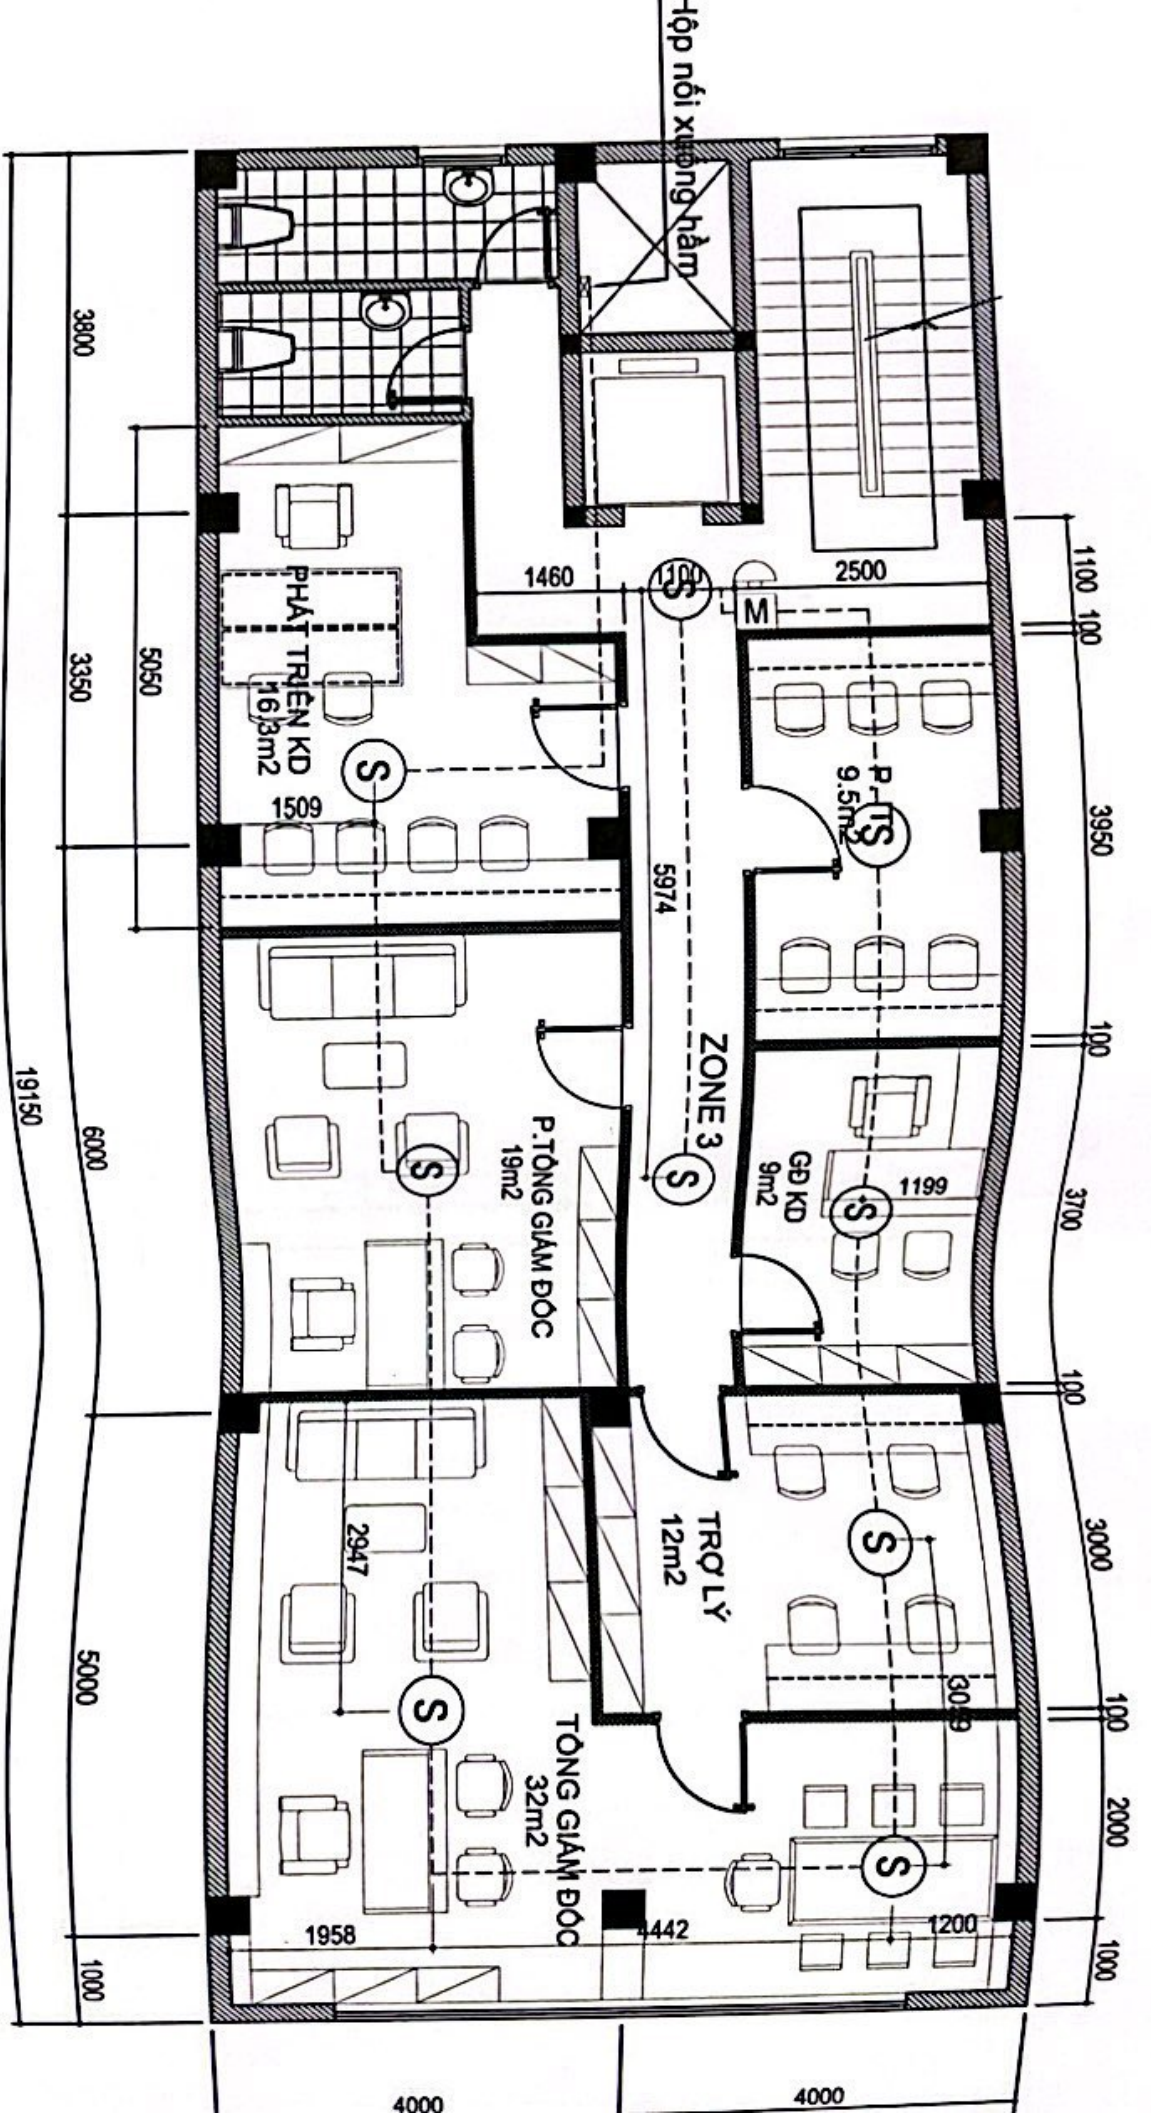 Hộp nối xuống hầm
3800
3350
5050
6000
19150
5000
1000
1460
1100
2500
M
S
1100
100
3950
100
3700
100
3000
100
2000
1000
PHÁT TRIỂN KD
16.3m2
S
1509
P. TS
9.5m2
S
5974
ZONE 3
S
P.TỔNG GIÁM ĐỐC
19m2
S
GĐ KD
9m2
1199
S
TRỢ LÝ
12m2
S
3059
2947
S
TỔNG GIÁM ĐỐC
32m2
S
1958
4442
1200
4000
4000